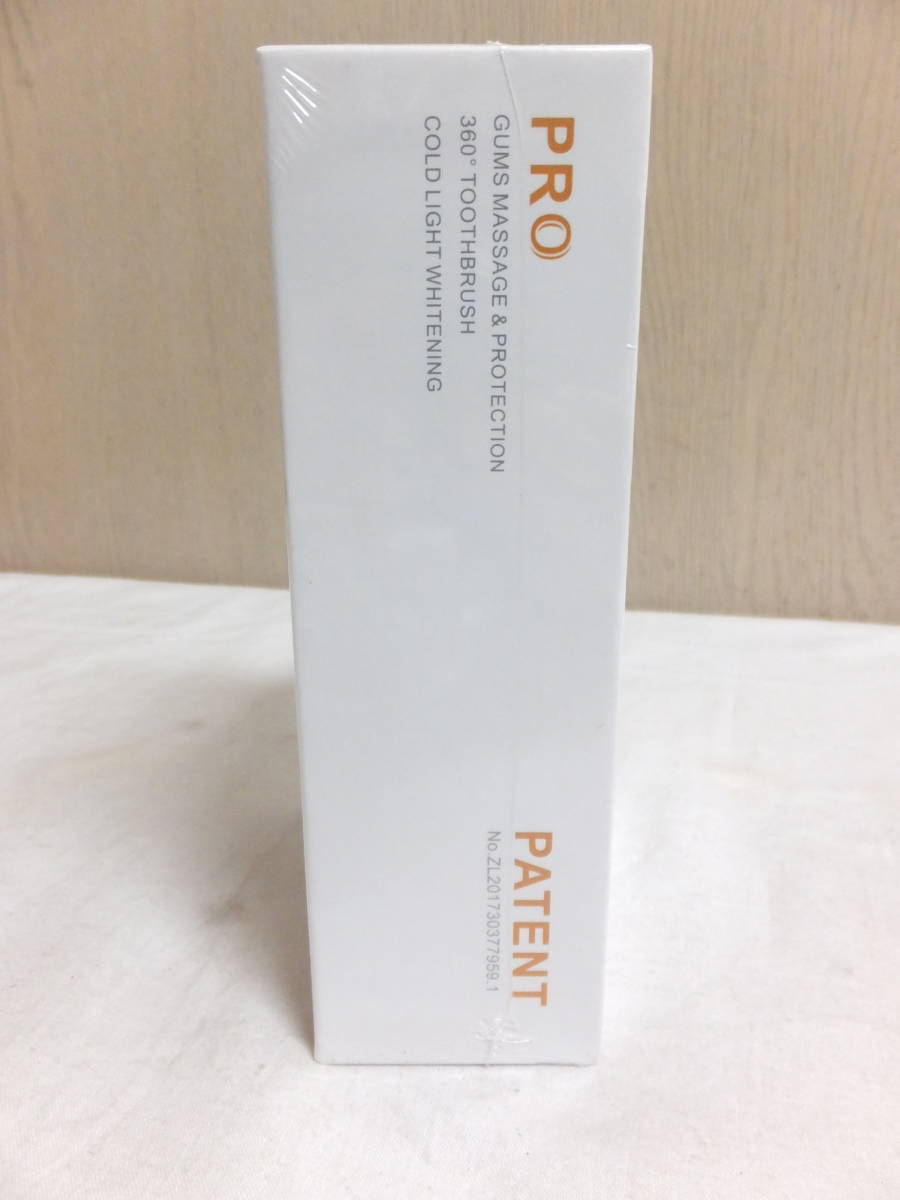 PRO
GUMS MASSAGE & PROTECTION
360° TOOTHBRUSH
COLD LIGHT WHITENING
PATENT
No.ZL201730377959.1